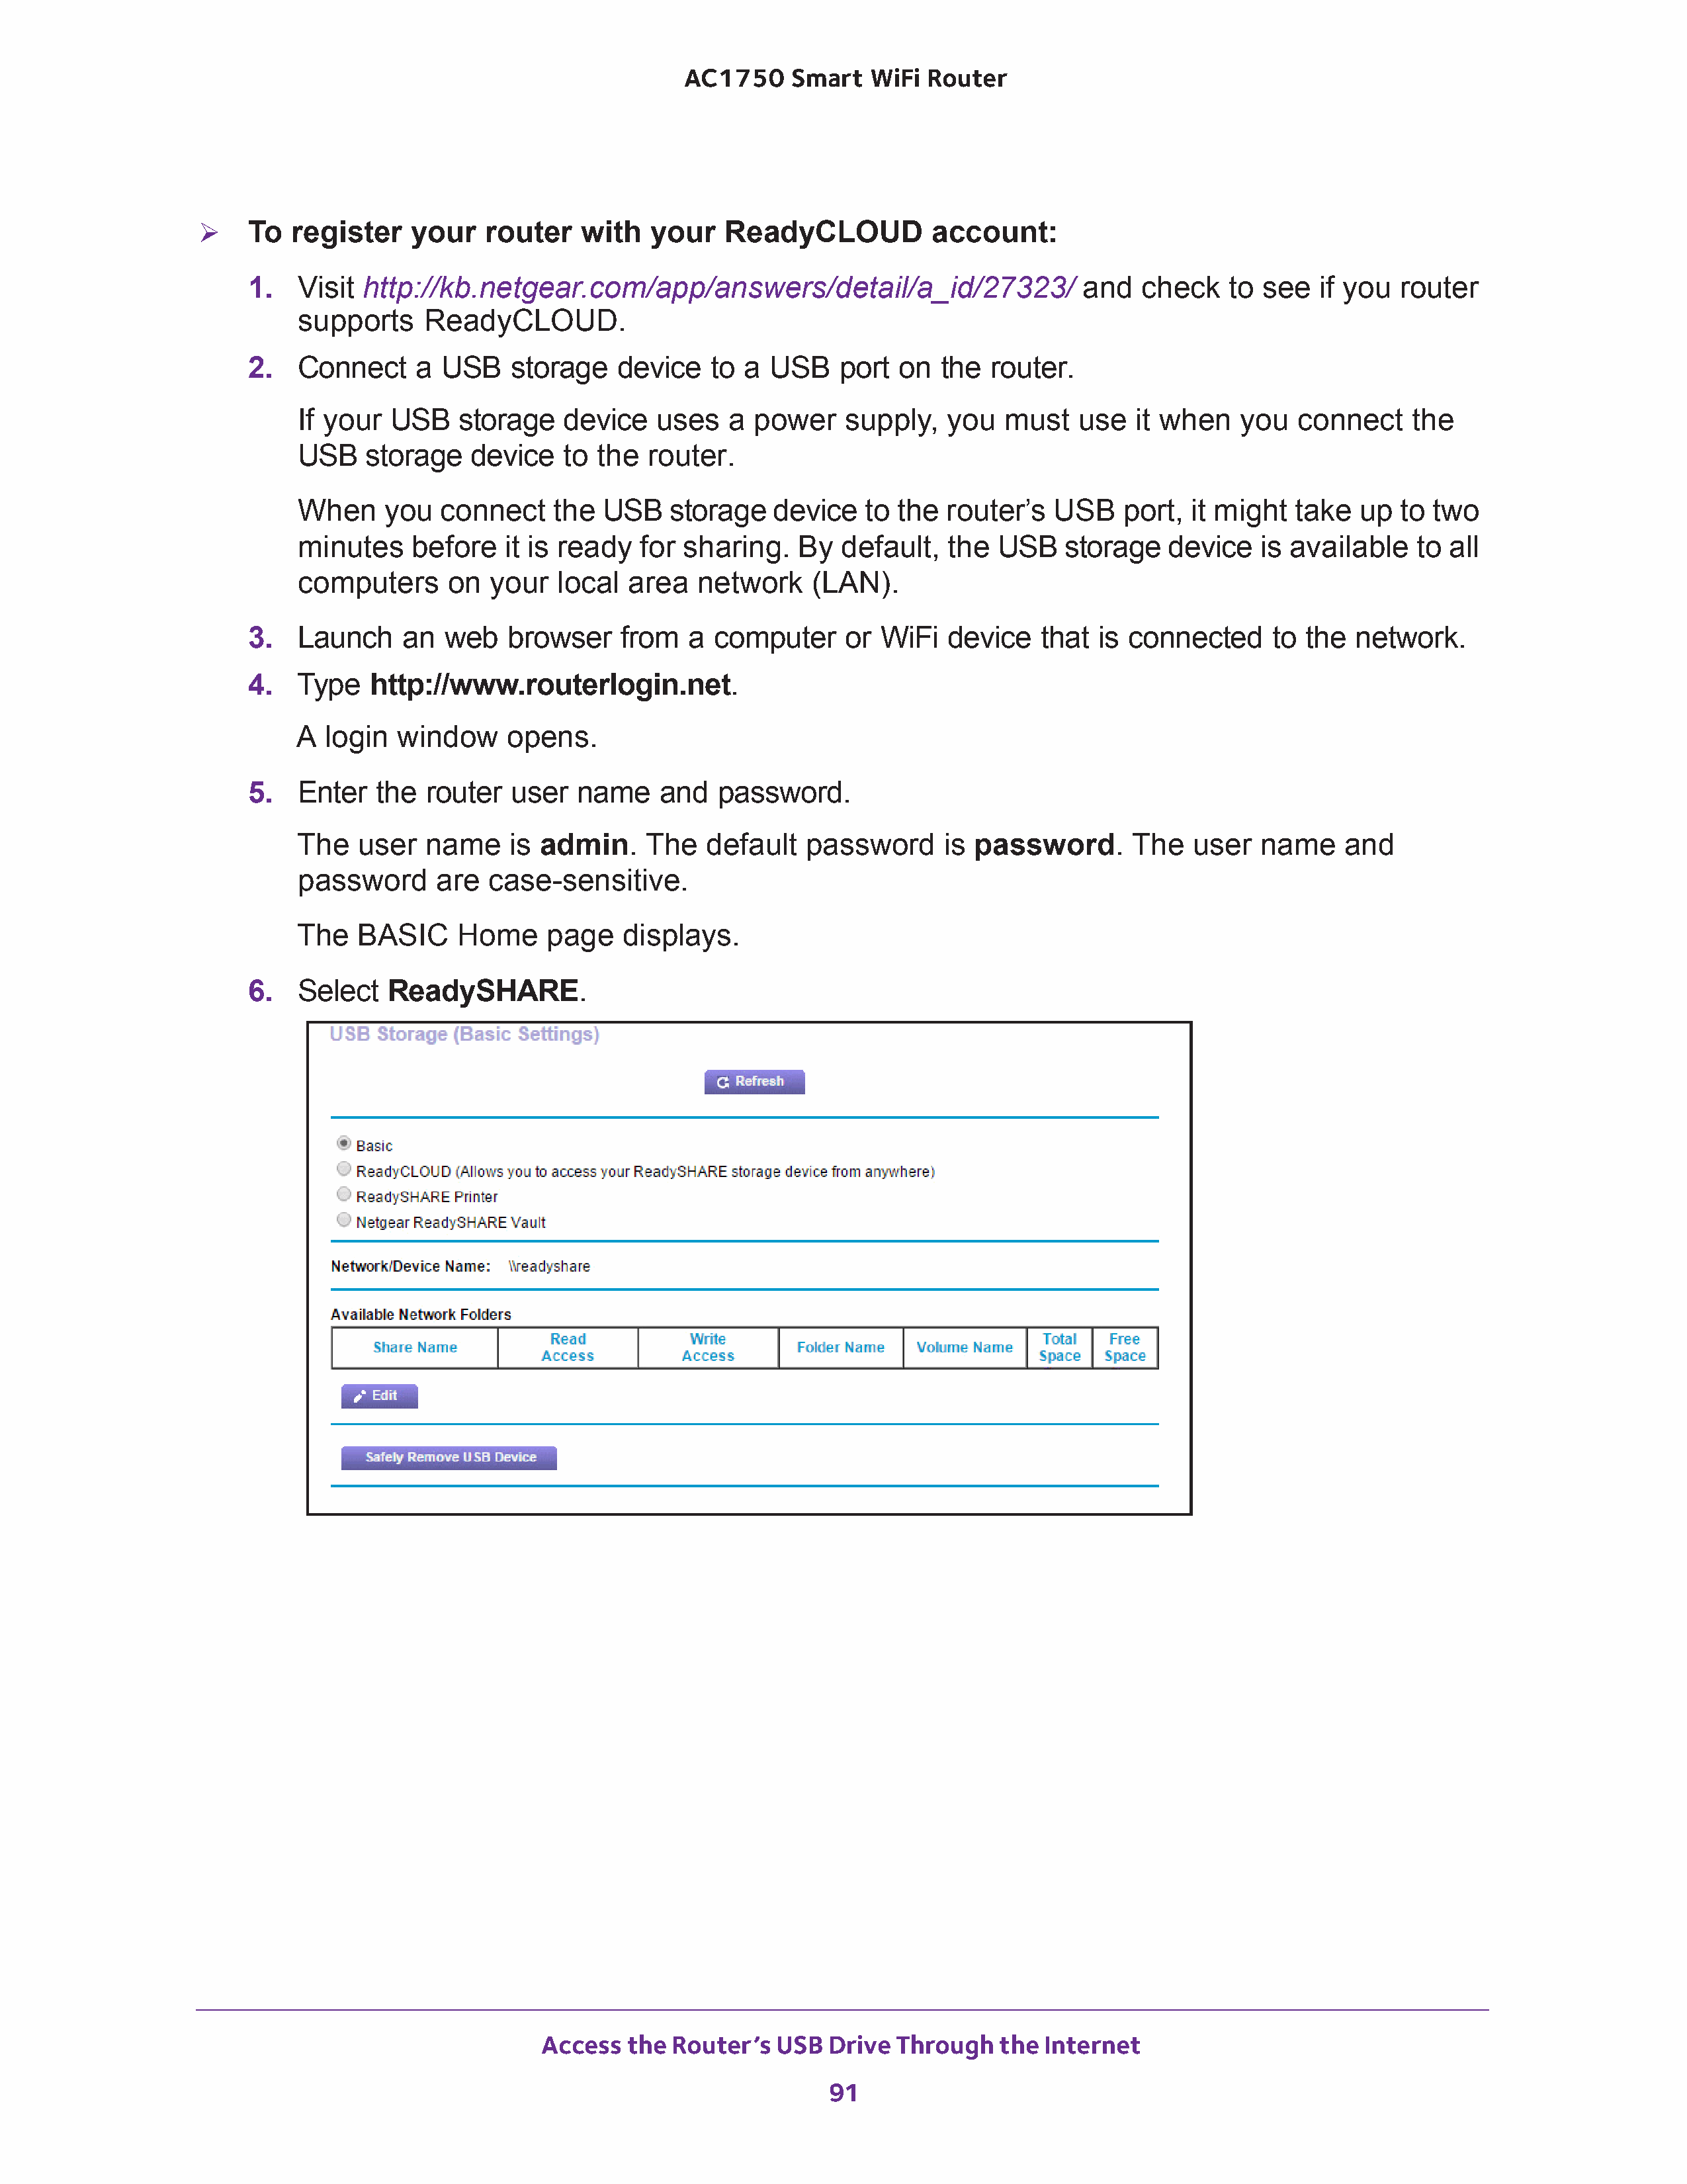 AC1750 Smart WiFi Router
➢ To register your router with your ReadyCLOUD account:
1. Visit http://kb.netgear.com/app/answers/detail/a_id/27323/ and check to see if you router
supports ReadyCLOUD.
2. Connect a USB storage device to a USB port on the router.
If your USB storage device uses a power supply, you must use it when you connect the
USB storage device to the router.
When you connect the USB storage device to the router’s USB port, it might take up to two
minutes before it is ready for sharing. By default, the USB storage device is available to all
computers on your local area network (LAN).
3. Launch an web browser from a computer or WiFi device that is connected to the network.
4. Type http://www.routerlogin.net.
A login window opens.
5. Enter the router user name and password.
The user name is admin. The default password is password. The user name and
password are case-sensitive.
The BASIC Home page displays.
6. Select ReadySHARE.
USB Storage (Basic Settings)
Refresh
Basic
ReadyCLOUD (Allows you to access your ReadySHARE storage device from anywhere)
ReadySHARE Printer
Netgear ReadySHARE Vault
Network/Device Name: \\readyshare
Available Network Folders
Share Name Read Access Write Access Folder Name Volume Name Total Space Free Space
Edit
Safely Remove USB Device
Access the Router’s USB Drive Through the Internet
91